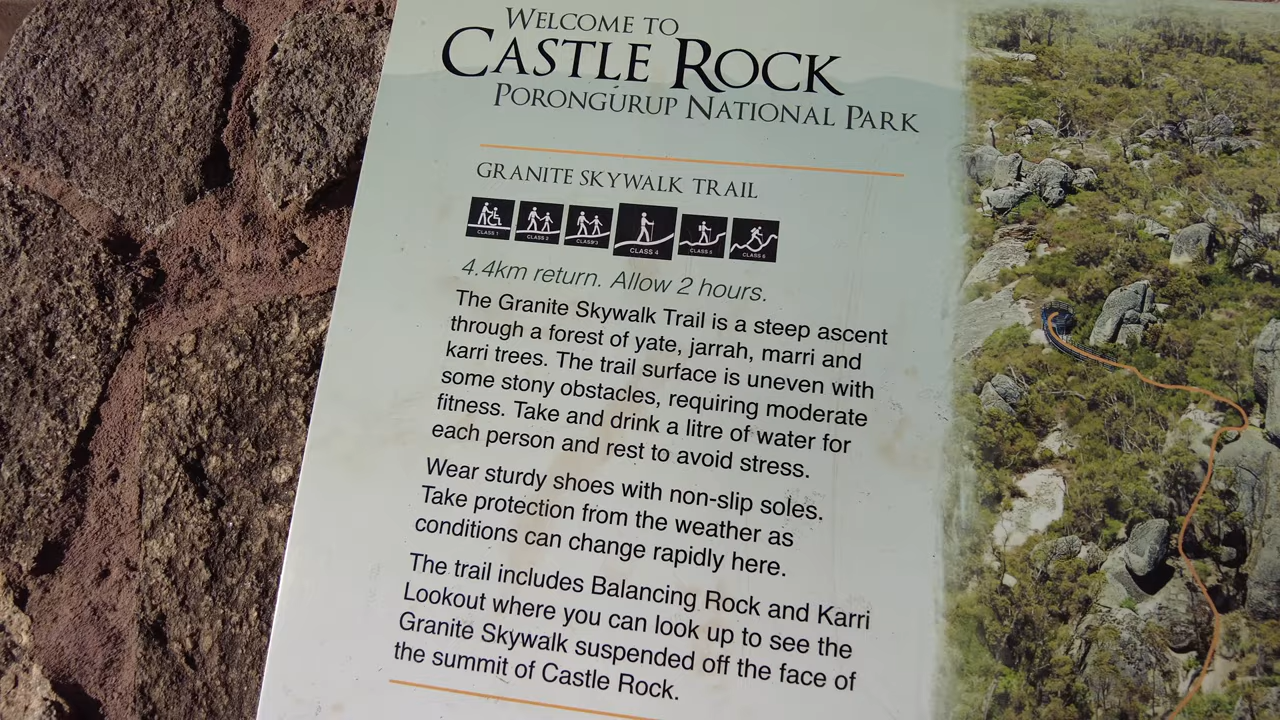 WELCOME TO
CASTLE ROCK
PORONGURUP NATIONAL PARK
GRANITE SKYWALK TRAIL
CLASS 1 CLASS 2 CLASS 3 CLASS 4 CLASS 5 CLASS 6
4.4km return. Allow 2 hours.
The Granite Skywalk Trail is a steep ascent
through a forest of yate, jarrah, marri and
karri trees. The trail surface is uneven with
some stony obstacles, requiring moderate
fitness. Take and drink a litre of water for
each person and rest to avoid stress.
Wear sturdy shoes with non-slip soles.
Take protection from the weather as
conditions can change rapidly here.
The trail includes Balancing Rock and Karri
Lookout where you can look up to see the
Granite Skywalk suspended off the face of
the summit of Castle Rock.